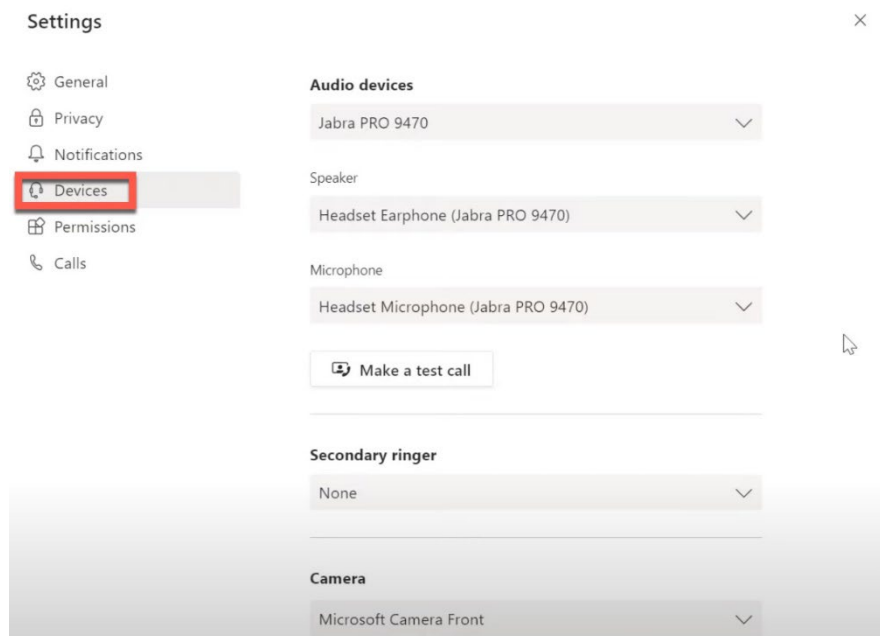 Settings
General
Privacy
Notifications
Devices
Permissions
Calls
Audio devices
Jabra PRO 9470
Speaker
Headset Earphone (Jabra PRO 9470)
Microphone
Headset Microphone (Jabra PRO 9470)
Make a test call
Secondary ringer
None
Camera
Microsoft Camera Front